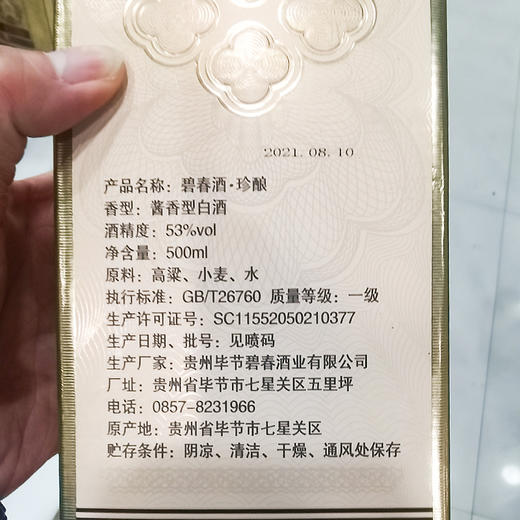 2021.08.10
产品名称：碧春酒·珍酿
香型：酱香型白酒
酒精度：53%vol
净含量：500ml
原料：高粱、小麦、水
执行标准：GB/T26760 质量等级：一级
生产许可证号：SC11552050210377
生产日期、批号：见喷码
生产厂家：贵州毕节碧春酒业有限公司
厂址：贵州省毕节市七星关区五里坪
电话：0857-8231966
原产地：贵州省毕节市七星关区
贮存条件：阴凉、清洁、干燥、通风处保存